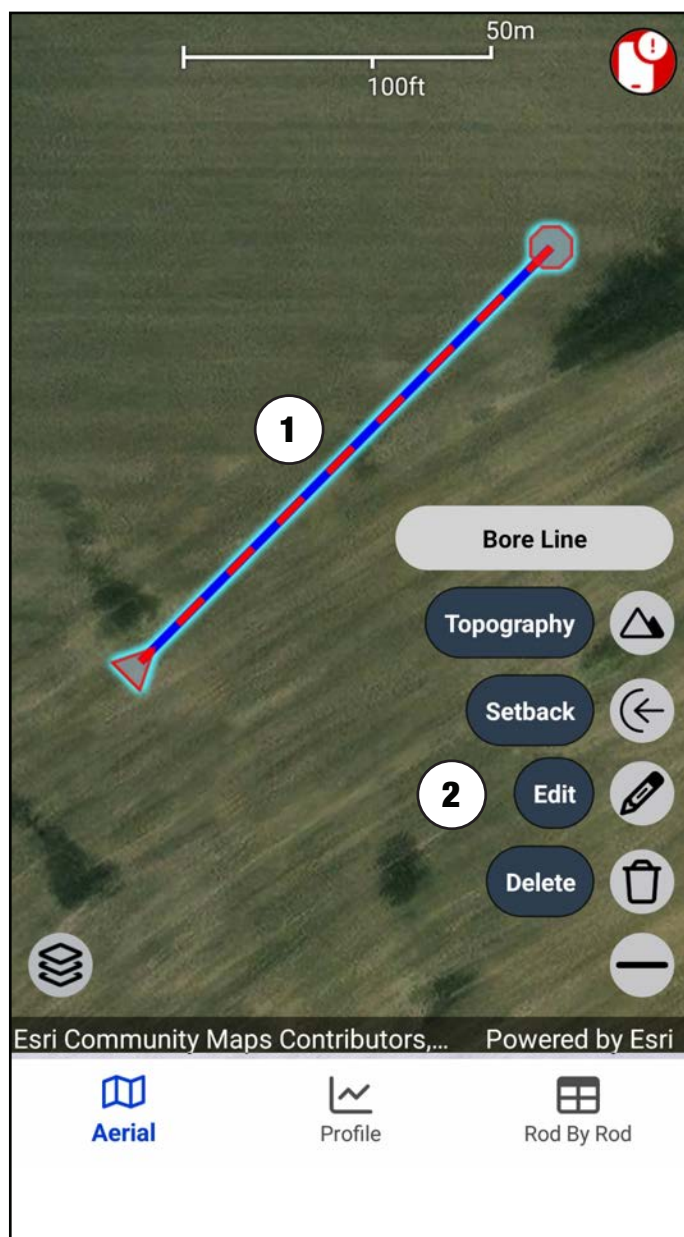 50m
100ft
!
1
Bore Line
Topography
Setback
2
Edit
Delete
Esri Community Maps Contributors,... Powered by Esri
Aerial
Profile
Rod By Rod